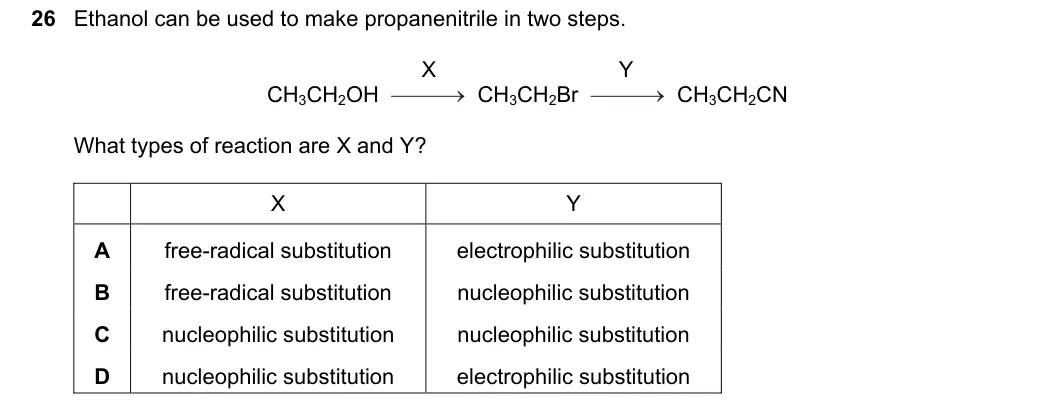 26 Ethanol can be used to make propanenitrile in two steps.
X Y
CH₃CH₂OH ⟶ CH₃CH₂Br ⟶ CH₃CH₂CN
What types of reaction are X and Y?
X Y
A free-radical substitution electrophilic substitution
B free-radical substitution nucleophilic substitution
C nucleophilic substitution nucleophilic substitution
D nucleophilic substitution electrophilic substitution